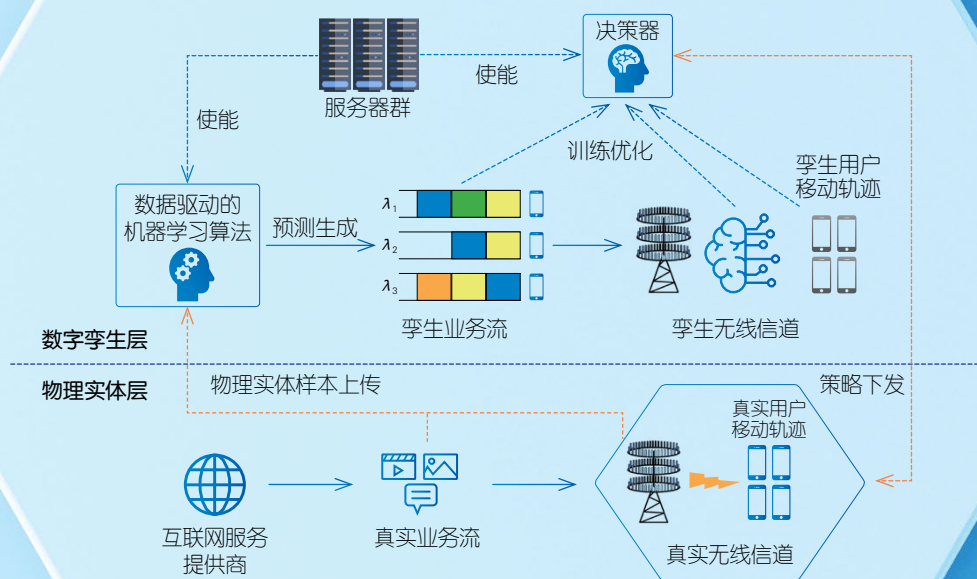 决策器
使能
使能
服务器群
训练优化
孪生用户
移动轨迹
数据驱动的
机器学习算法
预测生成
λ1
λ2
λ3
孪生业务流
孪生无线信道
数字孪生层
物理实体层
物理实体样本上传
策略下发
真实用户
移动轨迹
互联网服务
提供商
真实业务流
真实无线信道